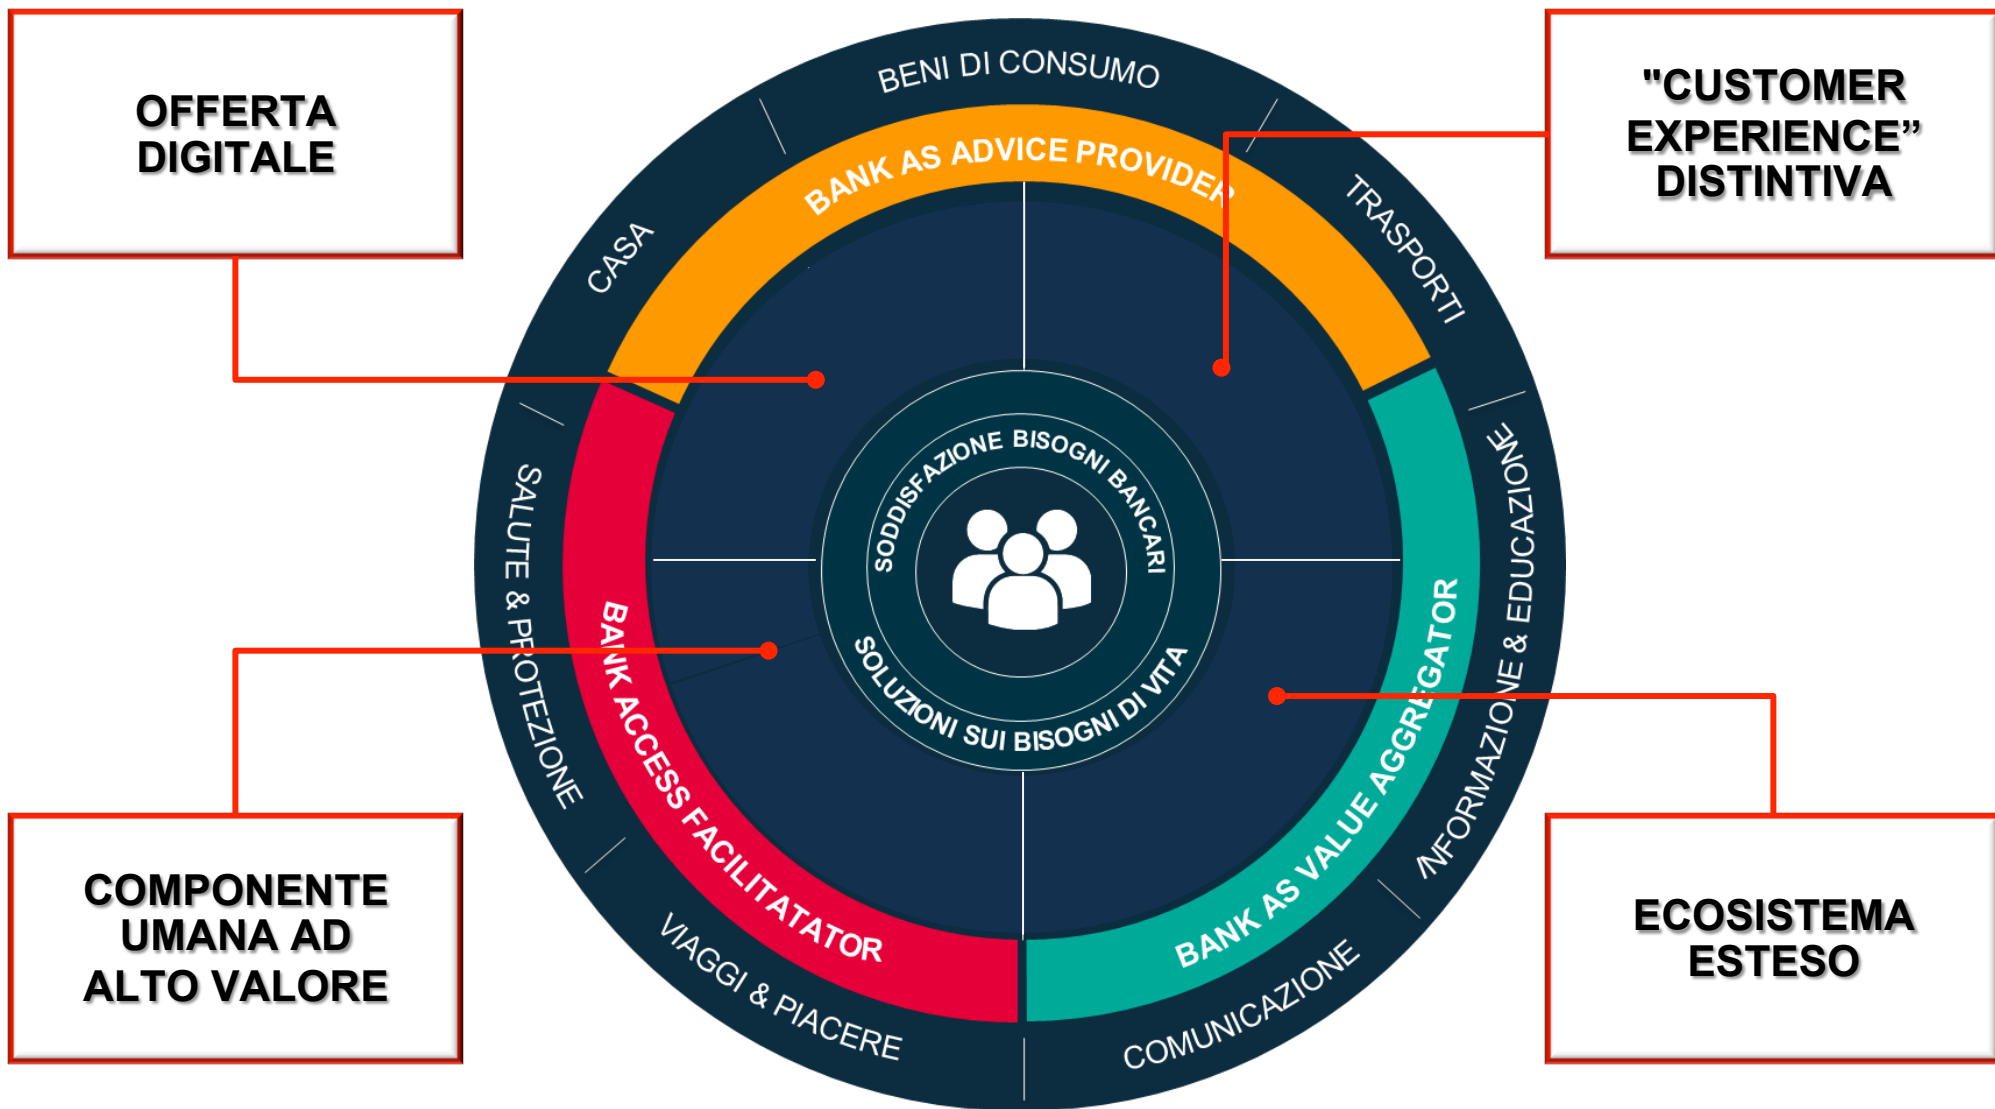 OFFERTA
DIGITALE
"CUSTOMER
EXPERIENCE”
DISTINTIVA
BENI DI CONSUMO
CASA
TRASPORTI
BANK AS ADVICE PROVIDER
SALUTE & PROTEZIONE
INFORMAZIONE & EDUCAZIONE
SODDISFAZIONE BISOGNI BANCARI
SOLUZIONI SUI BISOGNI DI VITA
BANK ACCESS FACILITATATOR
BANK AS VALUE AGGREGATOR
VIAGGI & PIACERE
COMUNICAZIONE
COMPONENTE
UMANA AD
ALTO VALORE
ECOSISTEMA
ESTESO